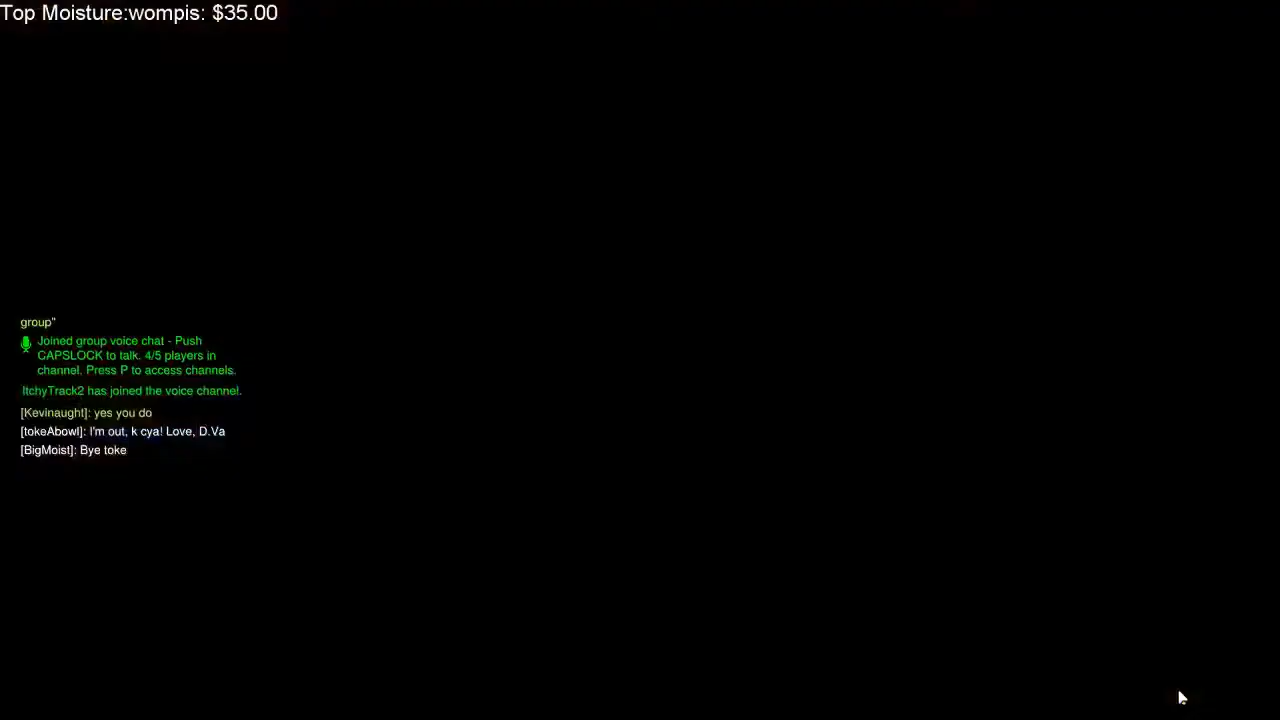 Top Moisture:wompis: $35.00
group"
Joined group voice chat - Push
CAPSLOCK to talk. 4/5 players in
channel. Press P to access channels.
ItchyTrack2 has joined the voice channel.
[Kevinaught]: yes you do
[tokeAbowl]: I'm out, k cya! Love, D.Va
[BigMoist]: Bye toke